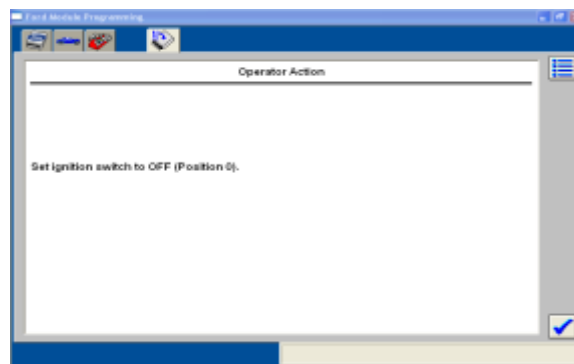 Ford Module Programming
Operator Action
Set ignition switch to OFF (Position 0).